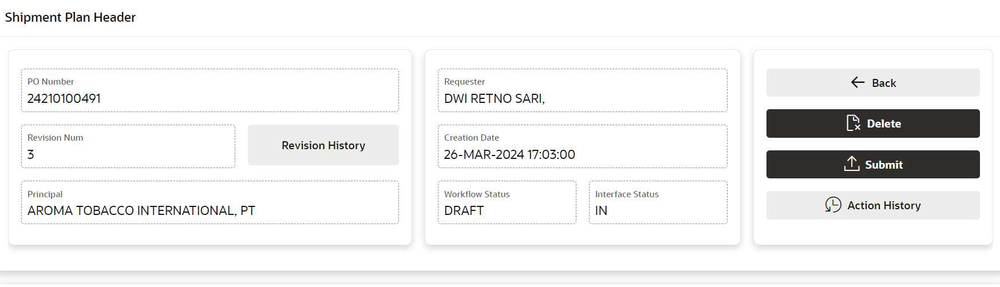 Shipment Plan Header
PO Number
24210100491
Revision Num
3
Revision History
Principal
AROMA TOBACCO INTERNATIONAL, PT
Requester
DWI RETNO SARI,
Creation Date
26-MAR-2024 17:03:00
Workflow Status
DRAFT
Interface Status
IN
Back
Delete
Submit
Action History